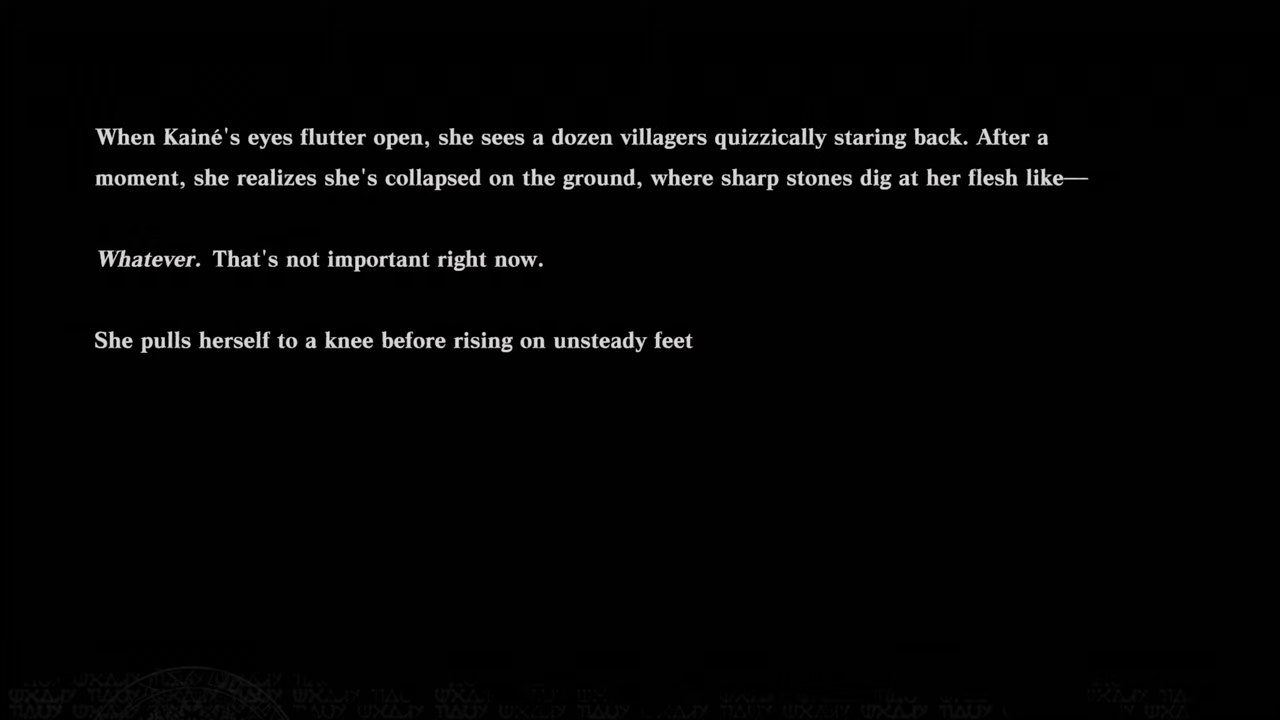 When Kainé's eyes flutter open, she sees a dozen villagers quizzically staring back. After a
moment, she realizes she's collapsed on the ground, where sharp stones dig at her flesh like—
Whatever. That's not important right now.
She pulls herself to a knee before rising on unsteady feet